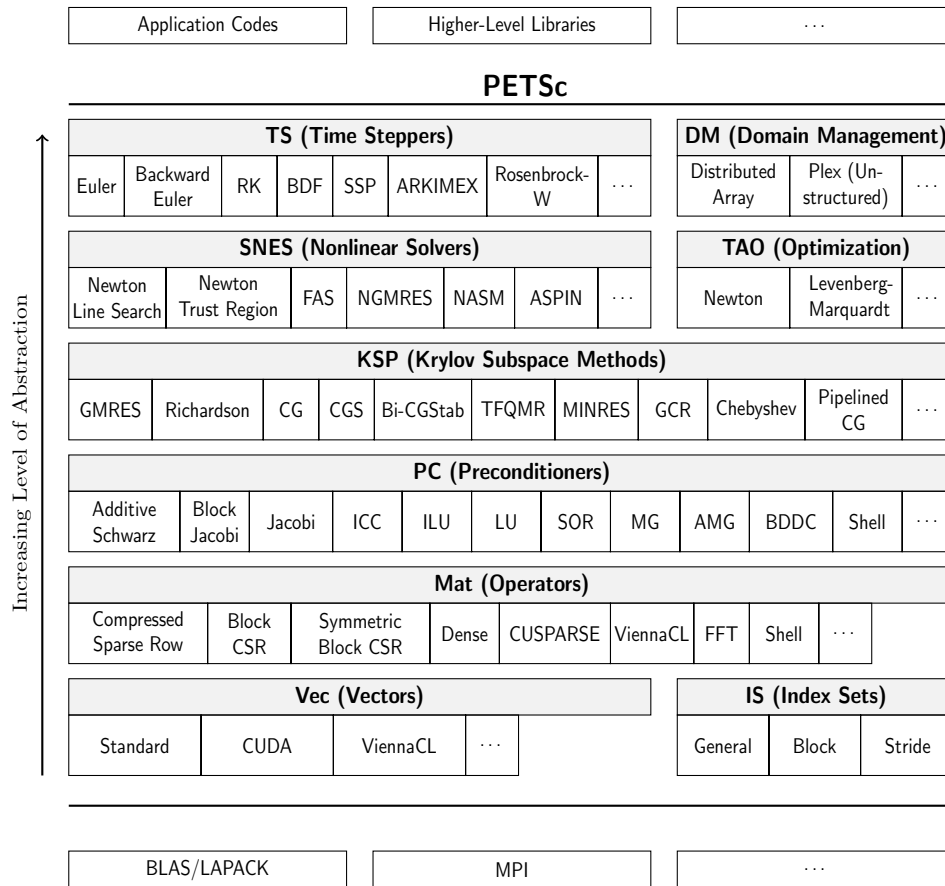 Application Codes
Higher-Level Libraries
···
PETSc
Increasing Level of Abstraction
TS (Time Steppers)
Euler
Backward
Euler
RK
BDF
SSP
ARKIMEX
Rosenbrock-
W
···
DM (Domain Management)
Distributed
Array
Plex (Un-
structured)
···
SNES (Nonlinear Solvers)
Newton
Line Search
Newton
Trust Region
FAS
NGMRES
NASM
ASPIN
···
TAO (Optimization)
Newton
Levenberg-
Marquardt
···
KSP (Krylov Subspace Methods)
GMRES
Richardson
CG
CGS
Bi-CGStab
TFQMR
MINRES
GCR
Chebyshev
Pipelined
CG
···
PC (Preconditioners)
Additive
Schwarz
Block
Jacobi
Jacobi
ICC
ILU
LU
SOR
MG
AMG
BDDC
Shell
···
Mat (Operators)
Compressed
Sparse Row
Block
CSR
Symmetric
Block CSR
Dense
CUSPARSE
ViennaCL
FFT
Shell
···
Vec (Vectors)
Standard
CUDA
ViennaCL
···
IS (Index Sets)
General
Block
Stride
BLAS/LAPACK
MPI
···